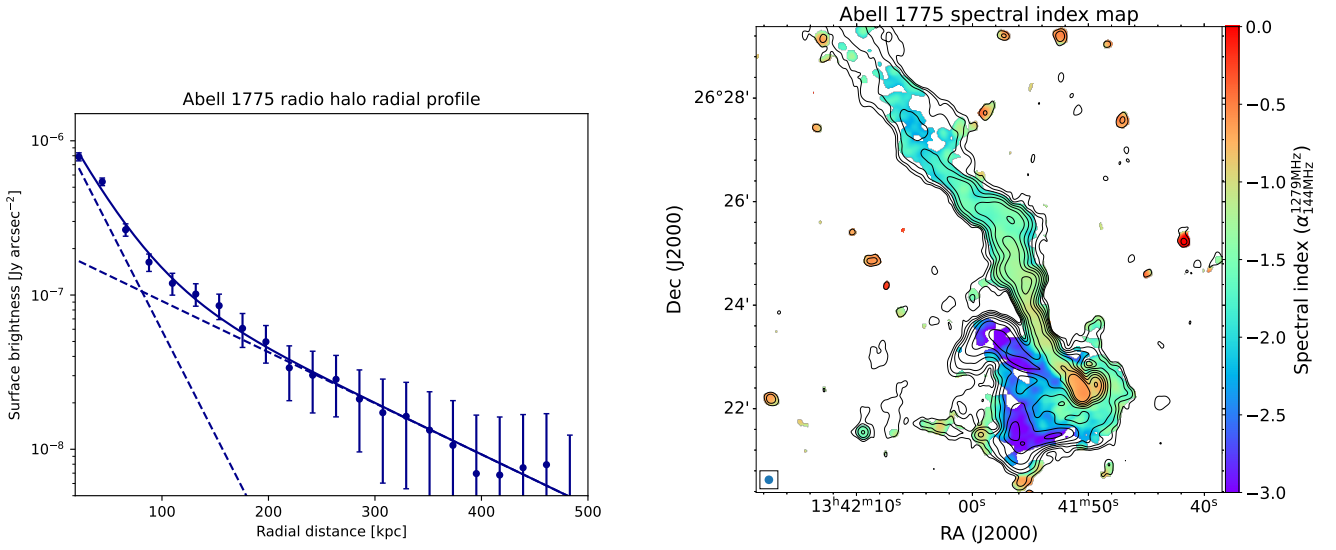 Abell 1775 radio halo radial profile
Surface brightness [Jy arcsec⁻²]
10⁻⁶
10⁻⁷
10⁻⁸
100
200
300
400
500
Radial distance [kpc]
Abell 1775 spectral index map
Dec (J2000)
26°28'
26'
24'
22'
13ʰ42ᵐ10ˢ
00ˢ
41ᵐ50ˢ
40ˢ
RA (J2000)
0.0
−0.5
−1.0
−1.5
−2.0
−2.5
−3.0
Spectral index (α¹²⁷⁹ᴹᴴᶻ₁₄₄MHz)